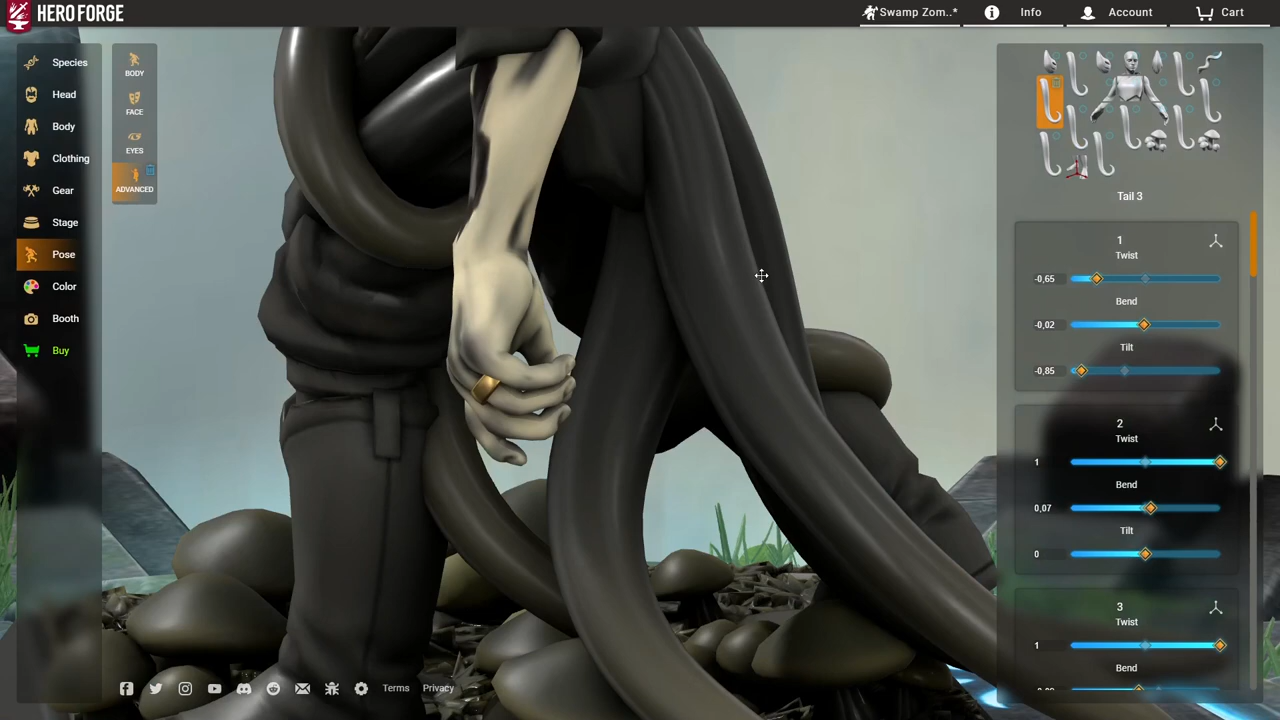 HERO FORGE
Swamp Zom..*
Info
Account
Cart
Species
Head
Body
Clothing
Gear
Stage
Pose
Color
Booth
Buy
BODY
FACE
EYES
ADVANCED
Tail 3
1
Twist
-0,65
Bend
-0,02
Tilt
-0,85
2
Twist
1
Bend
0,07
Tilt
0
3
Twist
1
Bend
Terms
Privacy